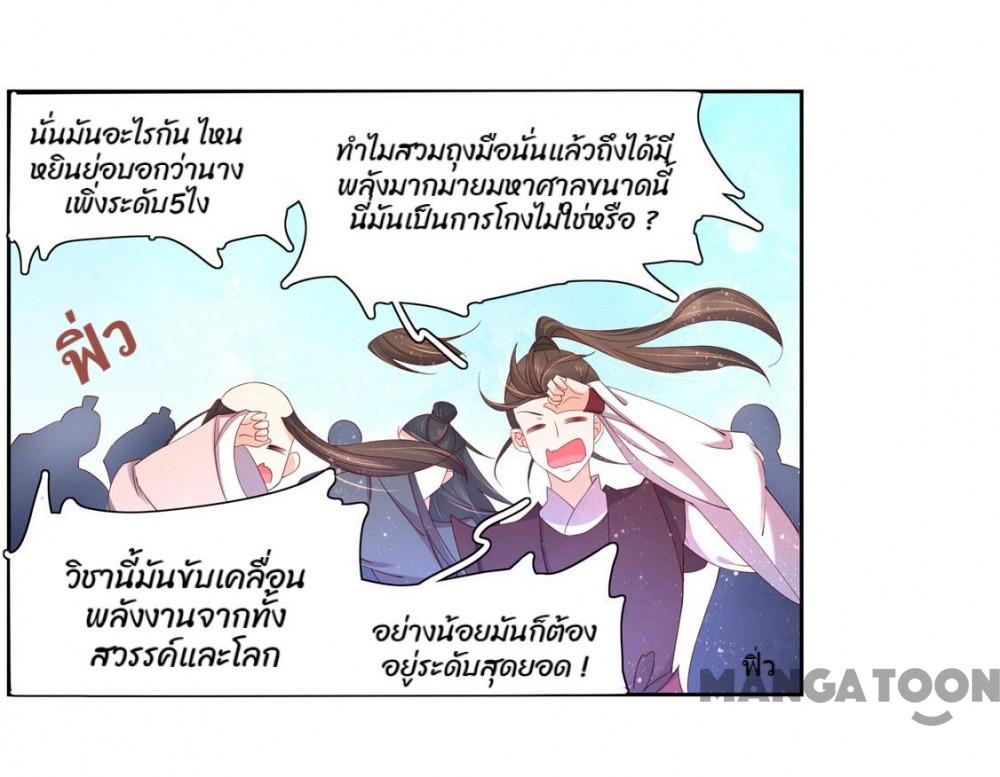 นั่นมันอะไรกัน ไหน
หยินย่อบอกว่านาง
เพิ่งระดับ5ไง
ทำไมสวมถุงมือนั่นแล้วถึงได้มี
พลังมากมายมหาศาลขนาดนี้
นี่มันเป็นการโกงไม่ใช่หรือ ?
ฟิ่ว
วิชานี้มันขับเคลื่อน
พลังงานจากทั้ง
สวรรค์และโลก
อย่างน้อยมันก็ต้อง
อยู่ระดับสุดยอด !
ฟิ่ว
MANGATOON